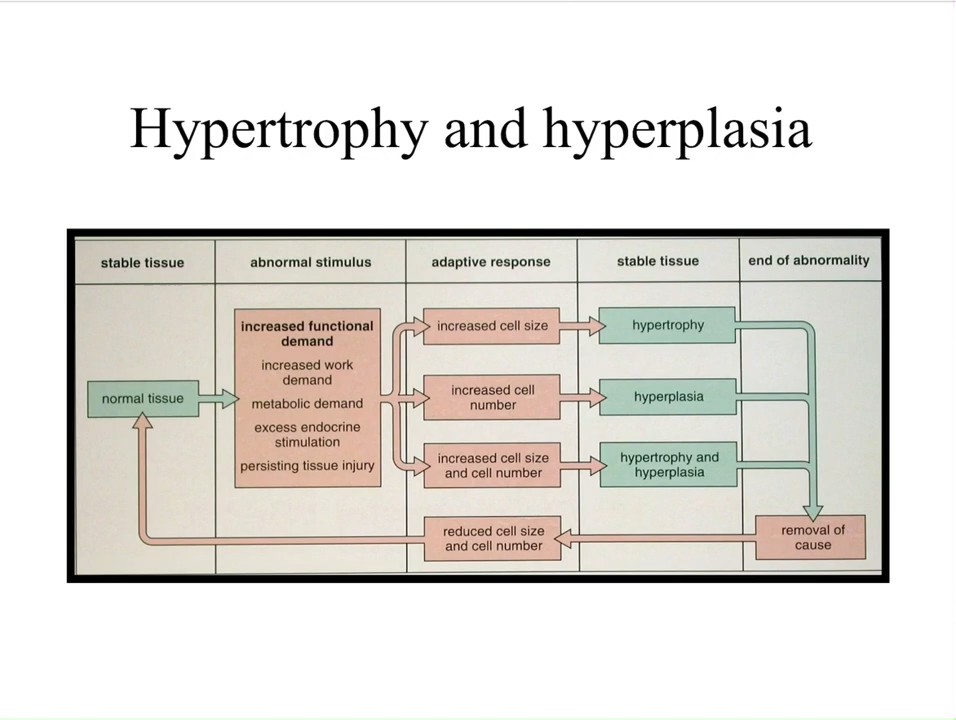 Hypertrophy and hyperplasia
stable tissue
abnormal stimulus
adaptive response
stable tissue
end of abnormality
normal tissue
increased functional
demand
increased work
demand
metabolic demand
excess endocrine
stimulation
persisting tissue injury
increased cell size
increased cell
number
increased cell size
and cell number
hypertrophy
hyperplasia
hypertrophy and
hyperplasia
reduced cell size
and cell number
removal of
cause